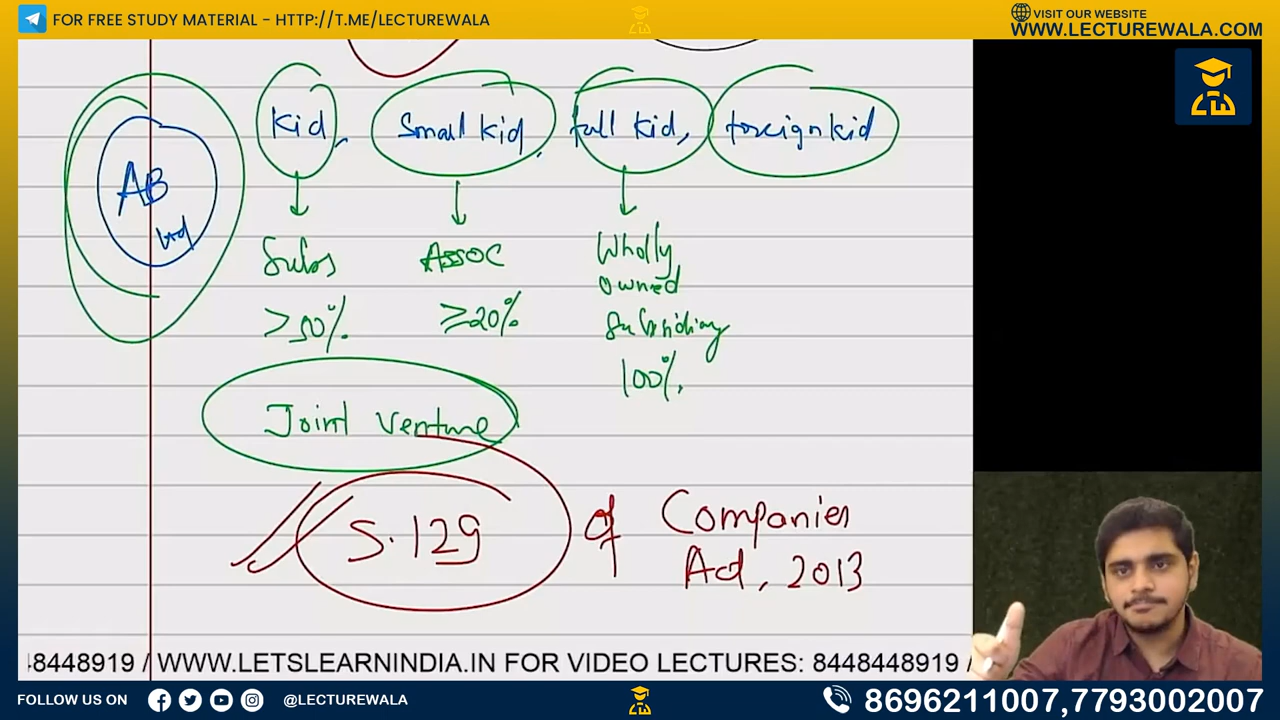 FOR FREE STUDY MATERIAL - HTTP://T.ME/LECTUREWALA
VISIT OUR WEBSITE
WWW.LECTUREWALA.COM
Kid, Small kid, tall kid, foreign kid
AB
Ltd
Subs
Assoc
Wholly
owned
Subsidiary
>50%
≥20%
100%
Joint Venture
S.129 of Companies
Act, 2013
48448919 / WWW.LETSLEARNINDIA.IN FOR VIDEO LECTURES: 8448448919 /
FOLLOW US ON
@LECTUREWALA
8696211007,7793002007